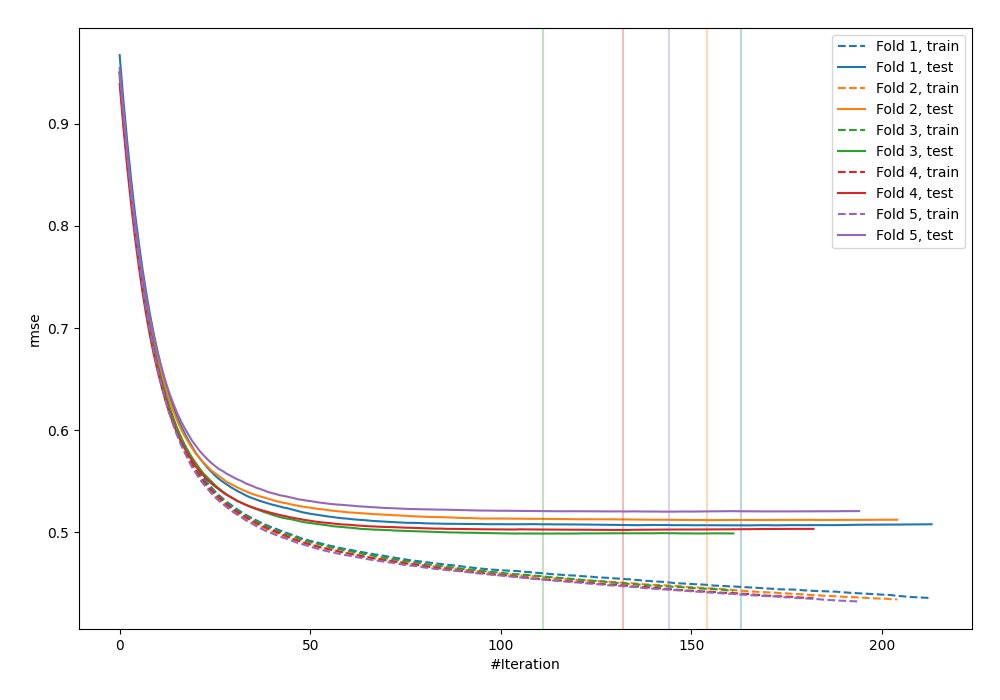 Fold 1, train
Fold 1, test
Fold 2, train
Fold 2, test
Fold 3, train
Fold 3, test
Fold 4, train
Fold 4, test
Fold 5, train
Fold 5, test
0.9
0.8
0.7
0.6
0.5
rmse
0 50 100 150 200
#Iteration